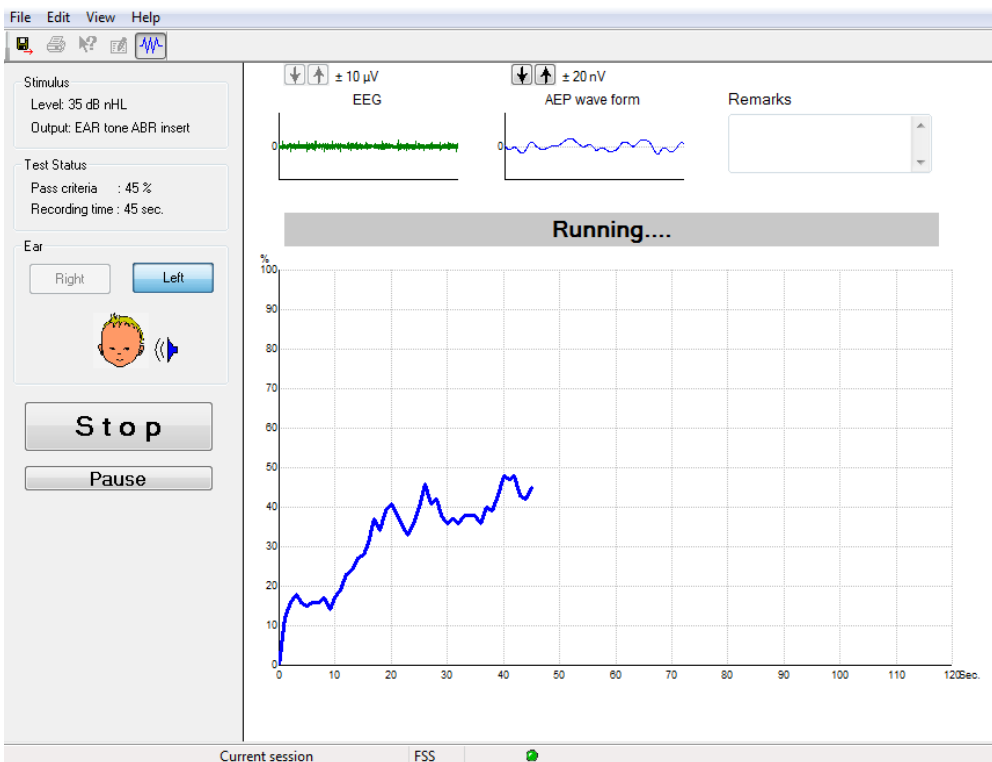 File Edit View Help
Stimulus
Level: 35 dB nHL
Output: EAR tone ABR insert
Test Status
Pass criteria : 45 %
Recording time : 45 sec.
Ear
Right Left
Stop
Pause
± 10 µV
EEG
0
± 20 nV
AEP wave form
0
Remarks
Running....
%
100
90
80
70
60
50
40
30
20
10
0
0 10 20 30 40 50 60 70 80 90 100 110 120 Sec.
Current session FSS